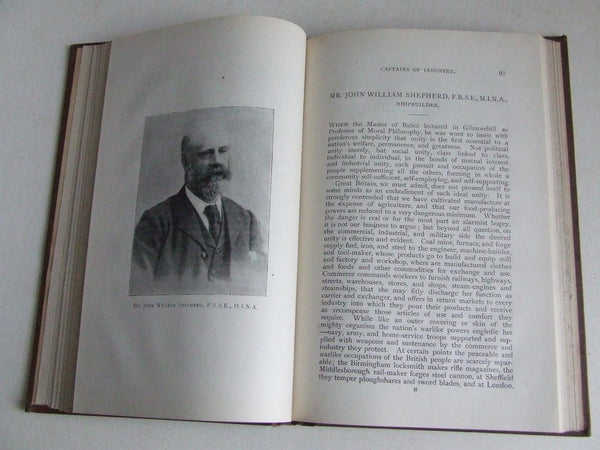 Mr. John William Shepherd, F.R.S.E., M.I.N.A.
CAPTAINS OF INDUSTRY. 97
MR. JOHN WILLIAM SHEPHERD, F.R.S.E., M.I.N.A.,
SHIPBUILDER.
WHEN the Master of Baliol lectured in Gilmorehill as
Professor of Moral Philosophy, he was wont to insist with
ponderous simplicity that unity is the first essential to a
nation's welfare, permanence, and greatness. Not political
unity merely, but social unity, class linked to class,
individual to individual, in the bonds of mutual interest
and industrial unity, each pursuit and occupation of the
people supplementing all the others, forming in whole a
community self-sufficient, self-employing, and self-supporting.
Great Britain, we must admit, does not present itself to
some minds as an embodiment of such ideal unity. It is
strongly contended that we have cultivated manufacture at
the expense of agriculture, and that our food-producing
powers are reduced to a very dangerous minimum. Whether
the danger is real or for the most part an alarmist bogey,
it is not our business to argue; but beyond all question, on
the commercial, industrial, and military side the desired
unity is effective and evident. Coal mine, furnace, and forge
supply fuel, iron, and steel to the engineer, machine-builder,
and tool-maker, whose products go to build and equip mill
and factory and workshop, where are manufactured clothes
and foods and other commodities for exchange and use.
Commerce commands workers to furnish railways, highways,
streets, warehouses, stores, and shops, steam-engines and
steamships, that she may fitly discharge her function as
carrier and exchanger, and offers in return markets to every
industry into which they pour their products and receive
as recompense those articles of use and comfort they
require. While like an outer covering or skin of the
mighty organism the nation's warlike powers engirdle her
—navy, army, and home-service troops supported and sup-
plied with weapons and sustenance by the commerce and
industry they protect. At certain points the peaceable and
warlike occupations of the British people are scarcely separ-
able; the Birmingham locksmith makes rifle magazines, the
Middlesborough rail-maker forges steel cannon, at Sheffield
they temper ploughshares and sword blades, and at London,
H